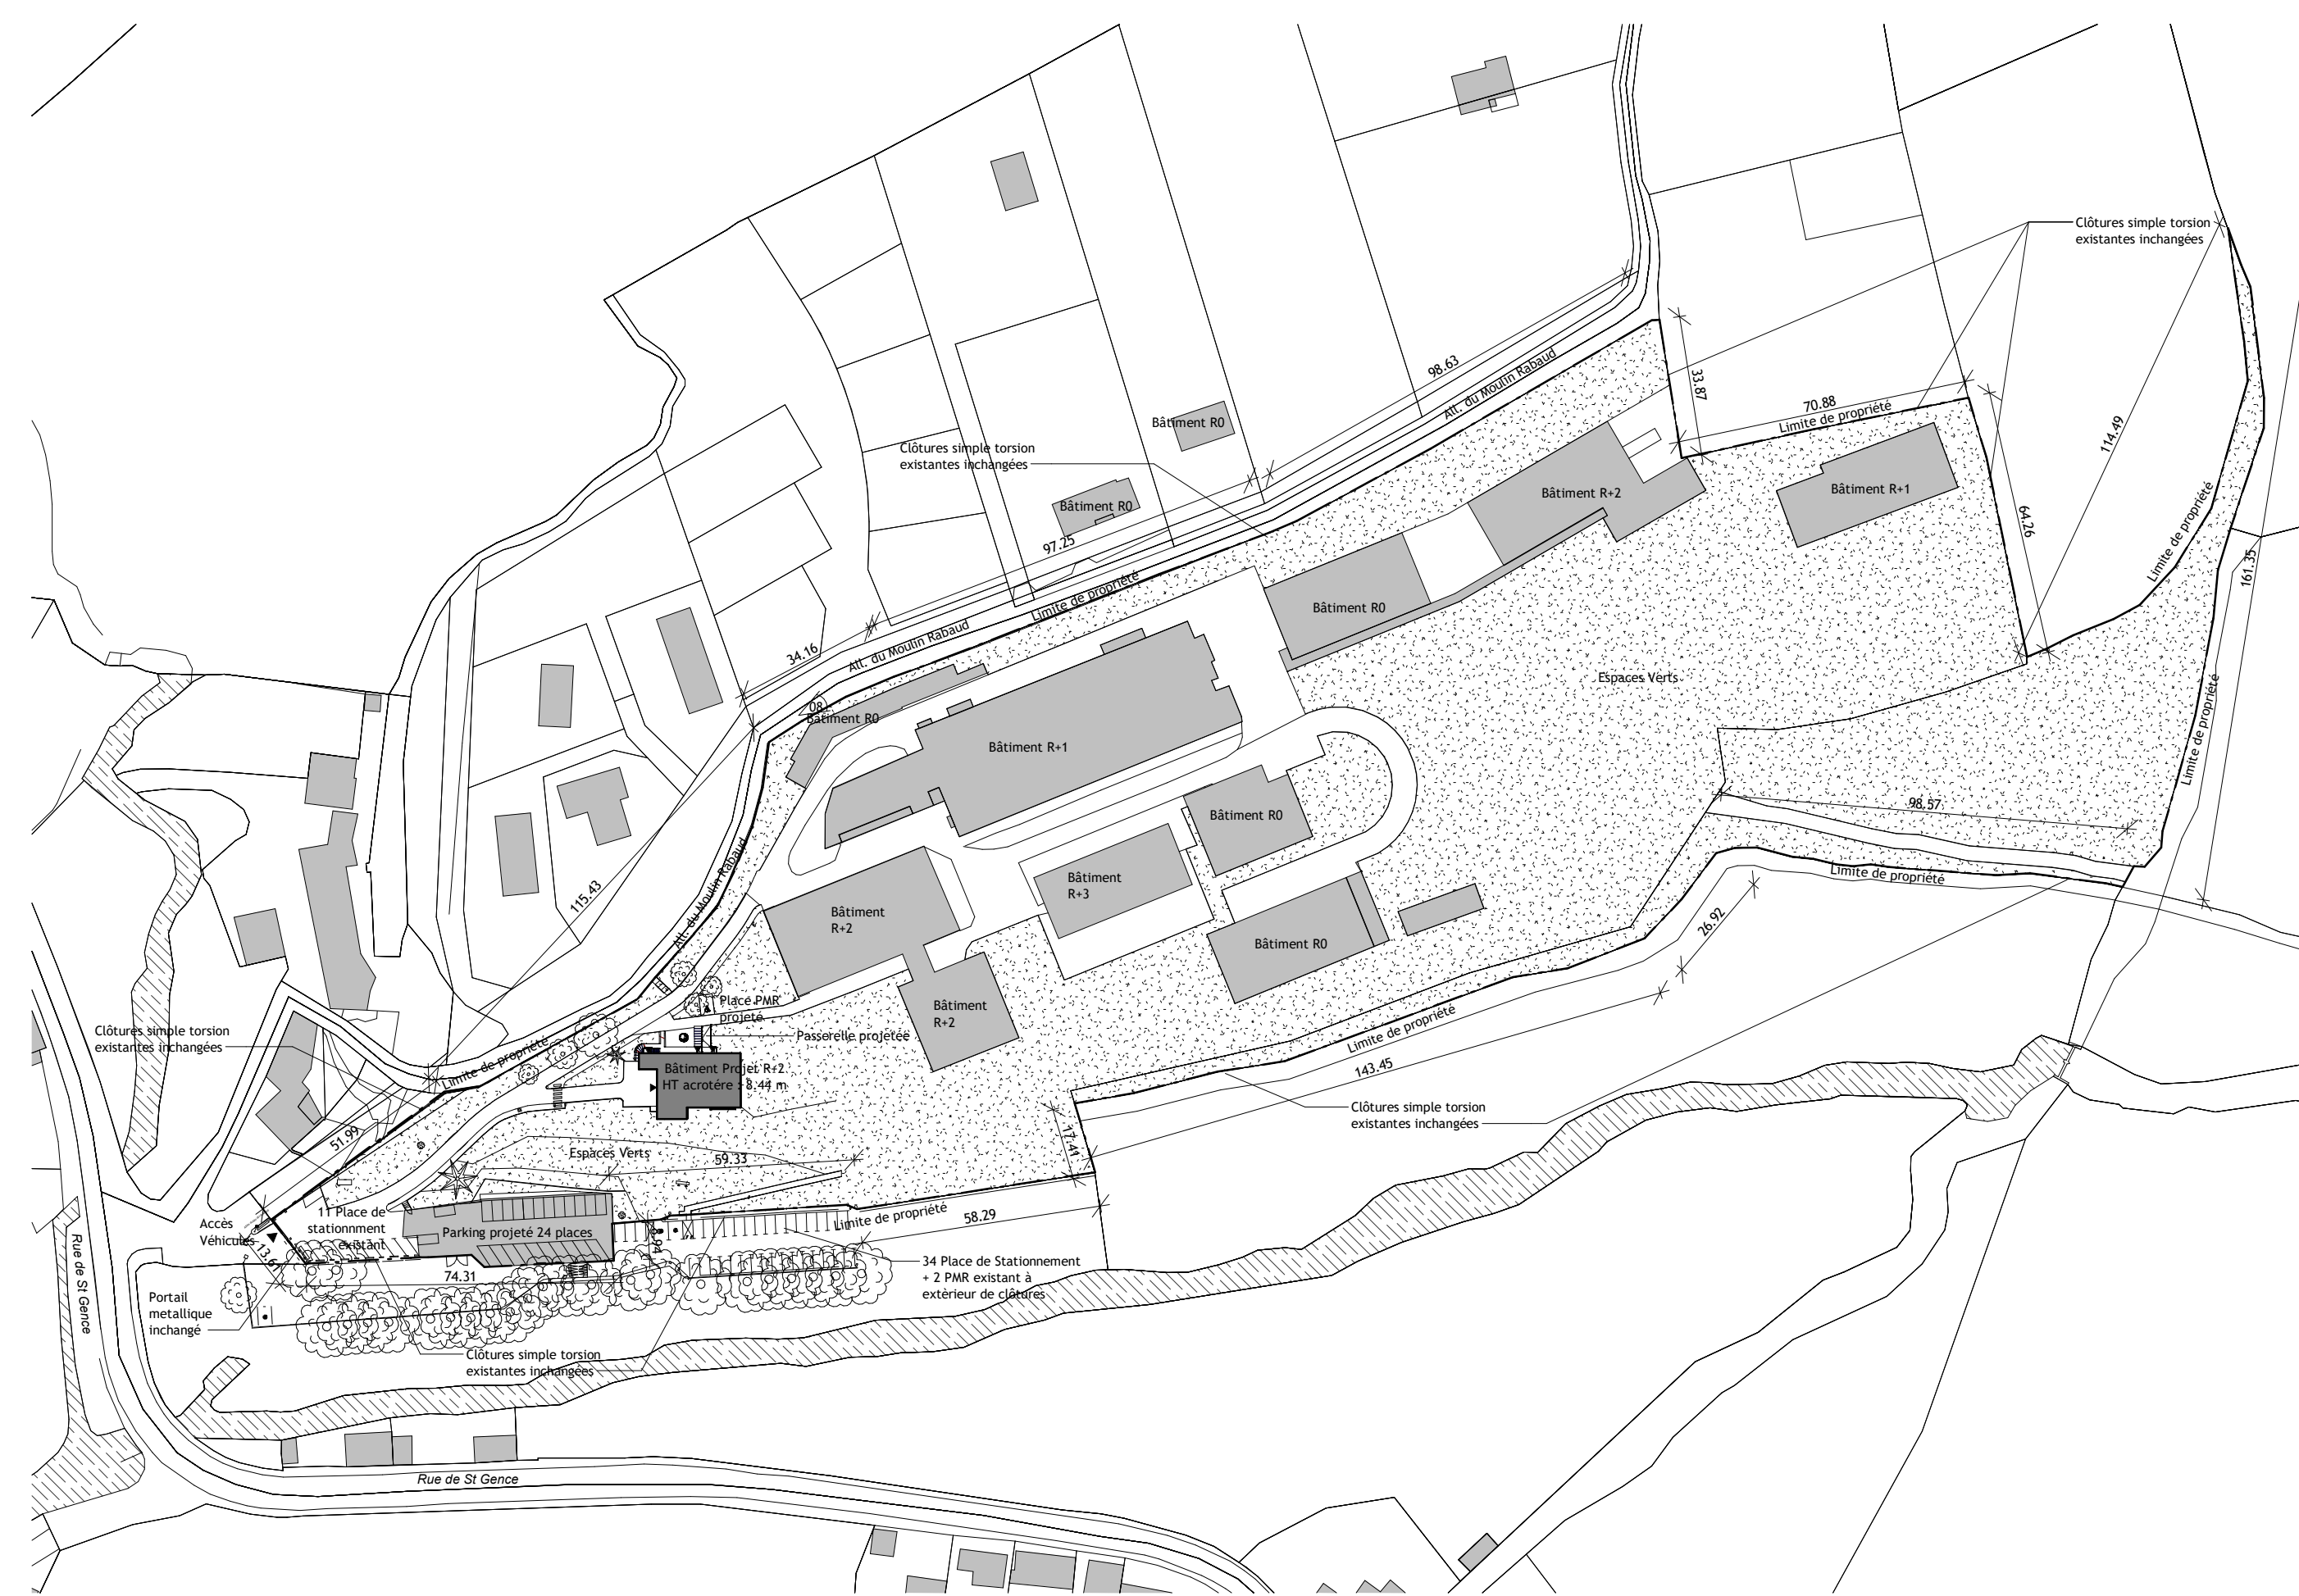 Clôtures simple torsion
existantes inchangées
98.63
All. du Moulin Rabaud
33.87
70.88
Limite de propriété
114.49
Bâtiment R0
Clôtures simple torsion
existantes inchangées
Bâtiment R+2
Bâtiment R+1
Limite de propriété
Bâtiment R0
97.25
64.26
161.35
Limite de propriété
Bâtiment R0
All. du Moulin Rabaud
34.16
Espaces Verts
Limite de propriété
08
Bâtiment R0
Bâtiment R+1
98.57
Bâtiment R0
All. du Moulin Rabaud
115.43
Bâtiment
R+3
Limite de propriété
Bâtiment
R+2
26.92
Bâtiment R0
Place PMR
projeté
Bâtiment
R+2
Clôtures simple torsion
existantes inchangées
Passerelle projetée
Limite de propriété
Limite de propriété
Bâtiment Projet R+2
HT acrotére : 8.44 m
143.45
Clôtures simple torsion
existantes inchangées
51.99
17.41
Espaces Verts
59.33
11 Place de
stationnment
existant
Accès
Véhicules
Parking projeté 24 places
Limite de propriété
58.29
13.61
74.31
34 Place de Stationnement
+ 2 PMR existant à
extèrieur de clôtures
Rue de St Gence
Portail
metallique
inchangé
Clôtures simple torsion
existantes inchangées
Rue de St Gence